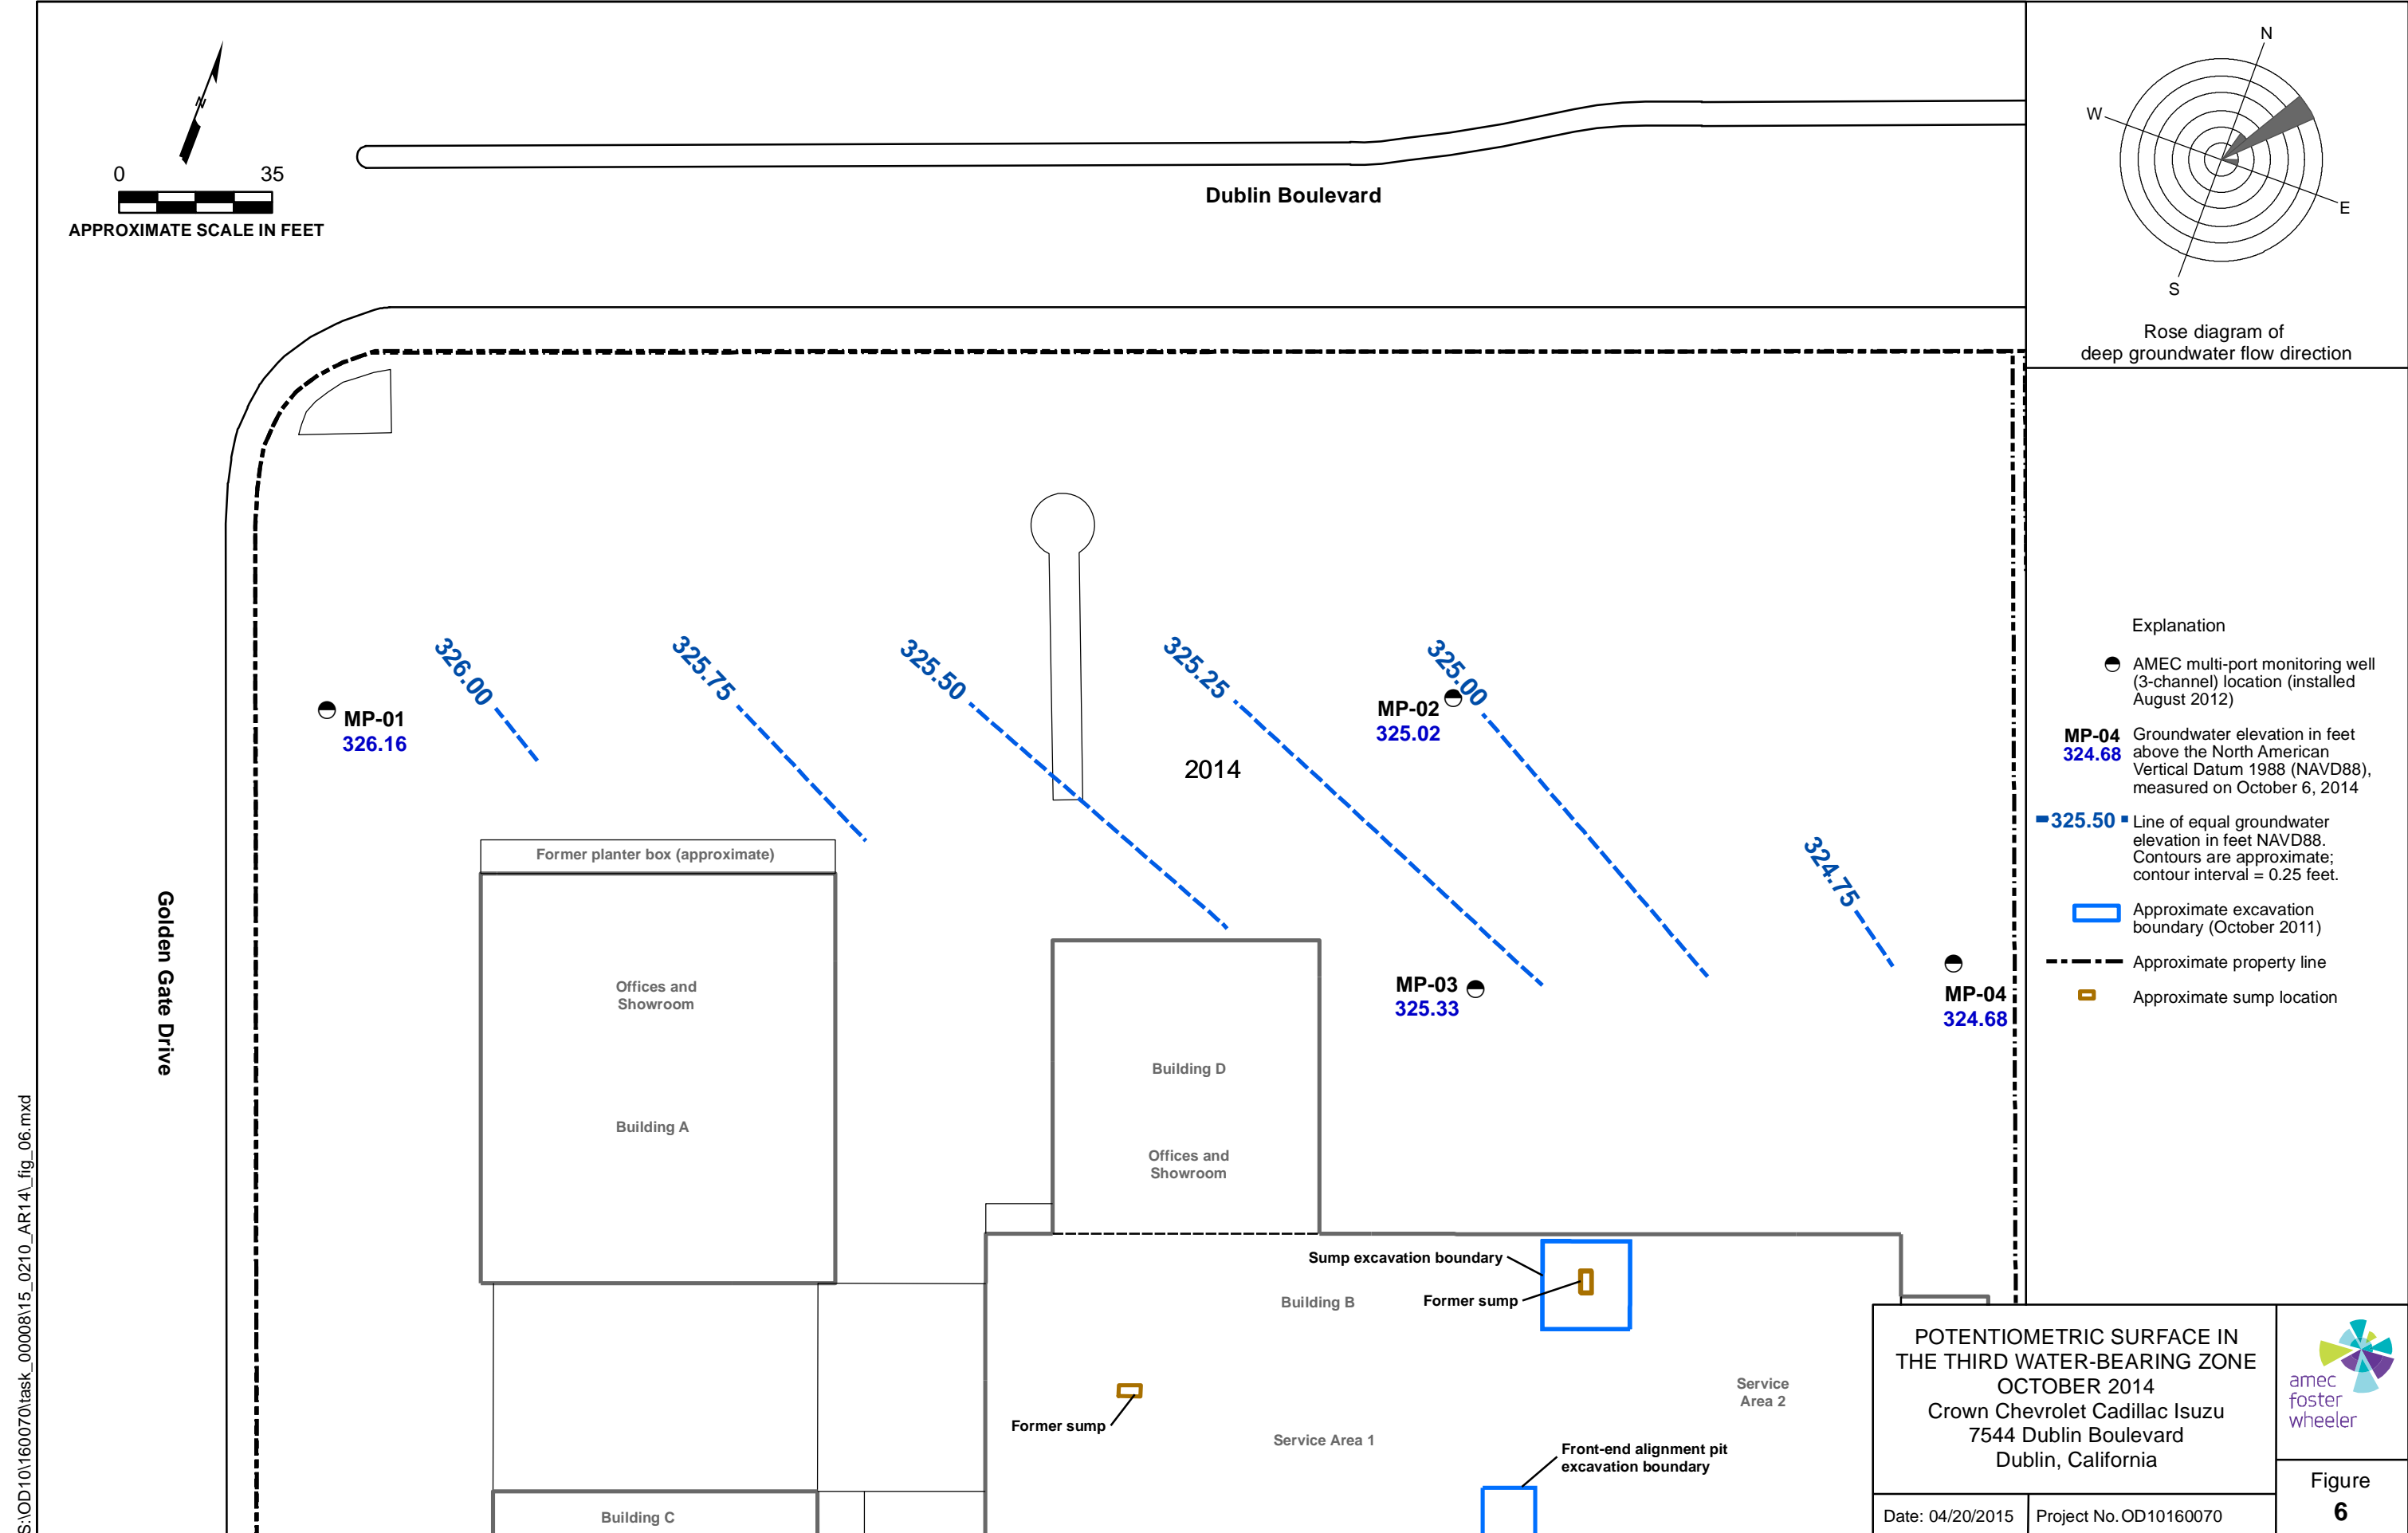 N
0 35
APPROXIMATE SCALE IN FEET
Dublin Boulevard
N
W
E
S
Rose diagram of
deep groundwater flow direction
326.00
325.75
325.50
325.25
325.00
324.75
MP-01
326.16
MP-02
325.02
2014
MP-03
325.33
MP-04
324.68
Golden Gate Drive
Former planter box (approximate)
Offices and
Showroom
Building A
Building D
Offices and
Showroom
Sump excavation boundary
Former sump
Building B
Former sump
Service Area 1
Service
Area 2
Front-end alignment pit
excavation boundary
Building C
Explanation
AMEC multi-port monitoring well
(3-channel) location (installed
August 2012)
MP-04
324.68
Groundwater elevation in feet
above the North American
Vertical Datum 1988 (NAVD88),
measured on October 6, 2014
325.50
Line of equal groundwater
elevation in feet NAVD88.
Contours are approximate;
contour interval = 0.25 feet.
Approximate excavation
boundary (October 2011)
Approximate property line
Approximate sump location
POTENTIOMETRIC SURFACE IN
THE THIRD WATER-BEARING ZONE
OCTOBER 2014
Crown Chevrolet Cadillac Isuzu
7544 Dublin Boulevard
Dublin, California
Date: 04/20/2015
Project No. OD10160070
amec
foster
wheeler
Figure
6
S:\OD10\160070\task_00008\15_0210_AR14\_fig_06.mxd